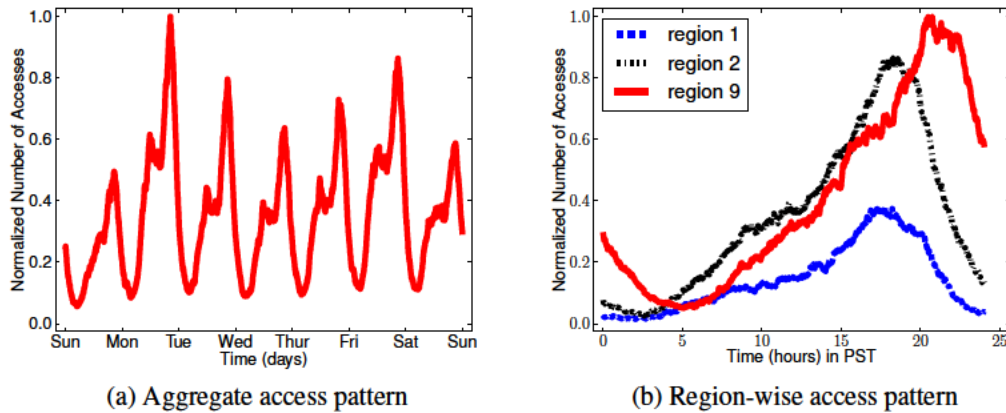 1.0
0.8
0.6
0.4
0.2
0.0
Normalized Number of Accesses
Sun Mon Tue Wed Thur Fri Sat Sun
Time (days)
(a) Aggregate access pattern
1.0
0.8
0.6
0.4
0.2
0.0
Normalized Number of Accesses
region 1
region 2
region 9
0 5 10 15 20 25
Time (hours) in PST
(b) Region-wise access pattern